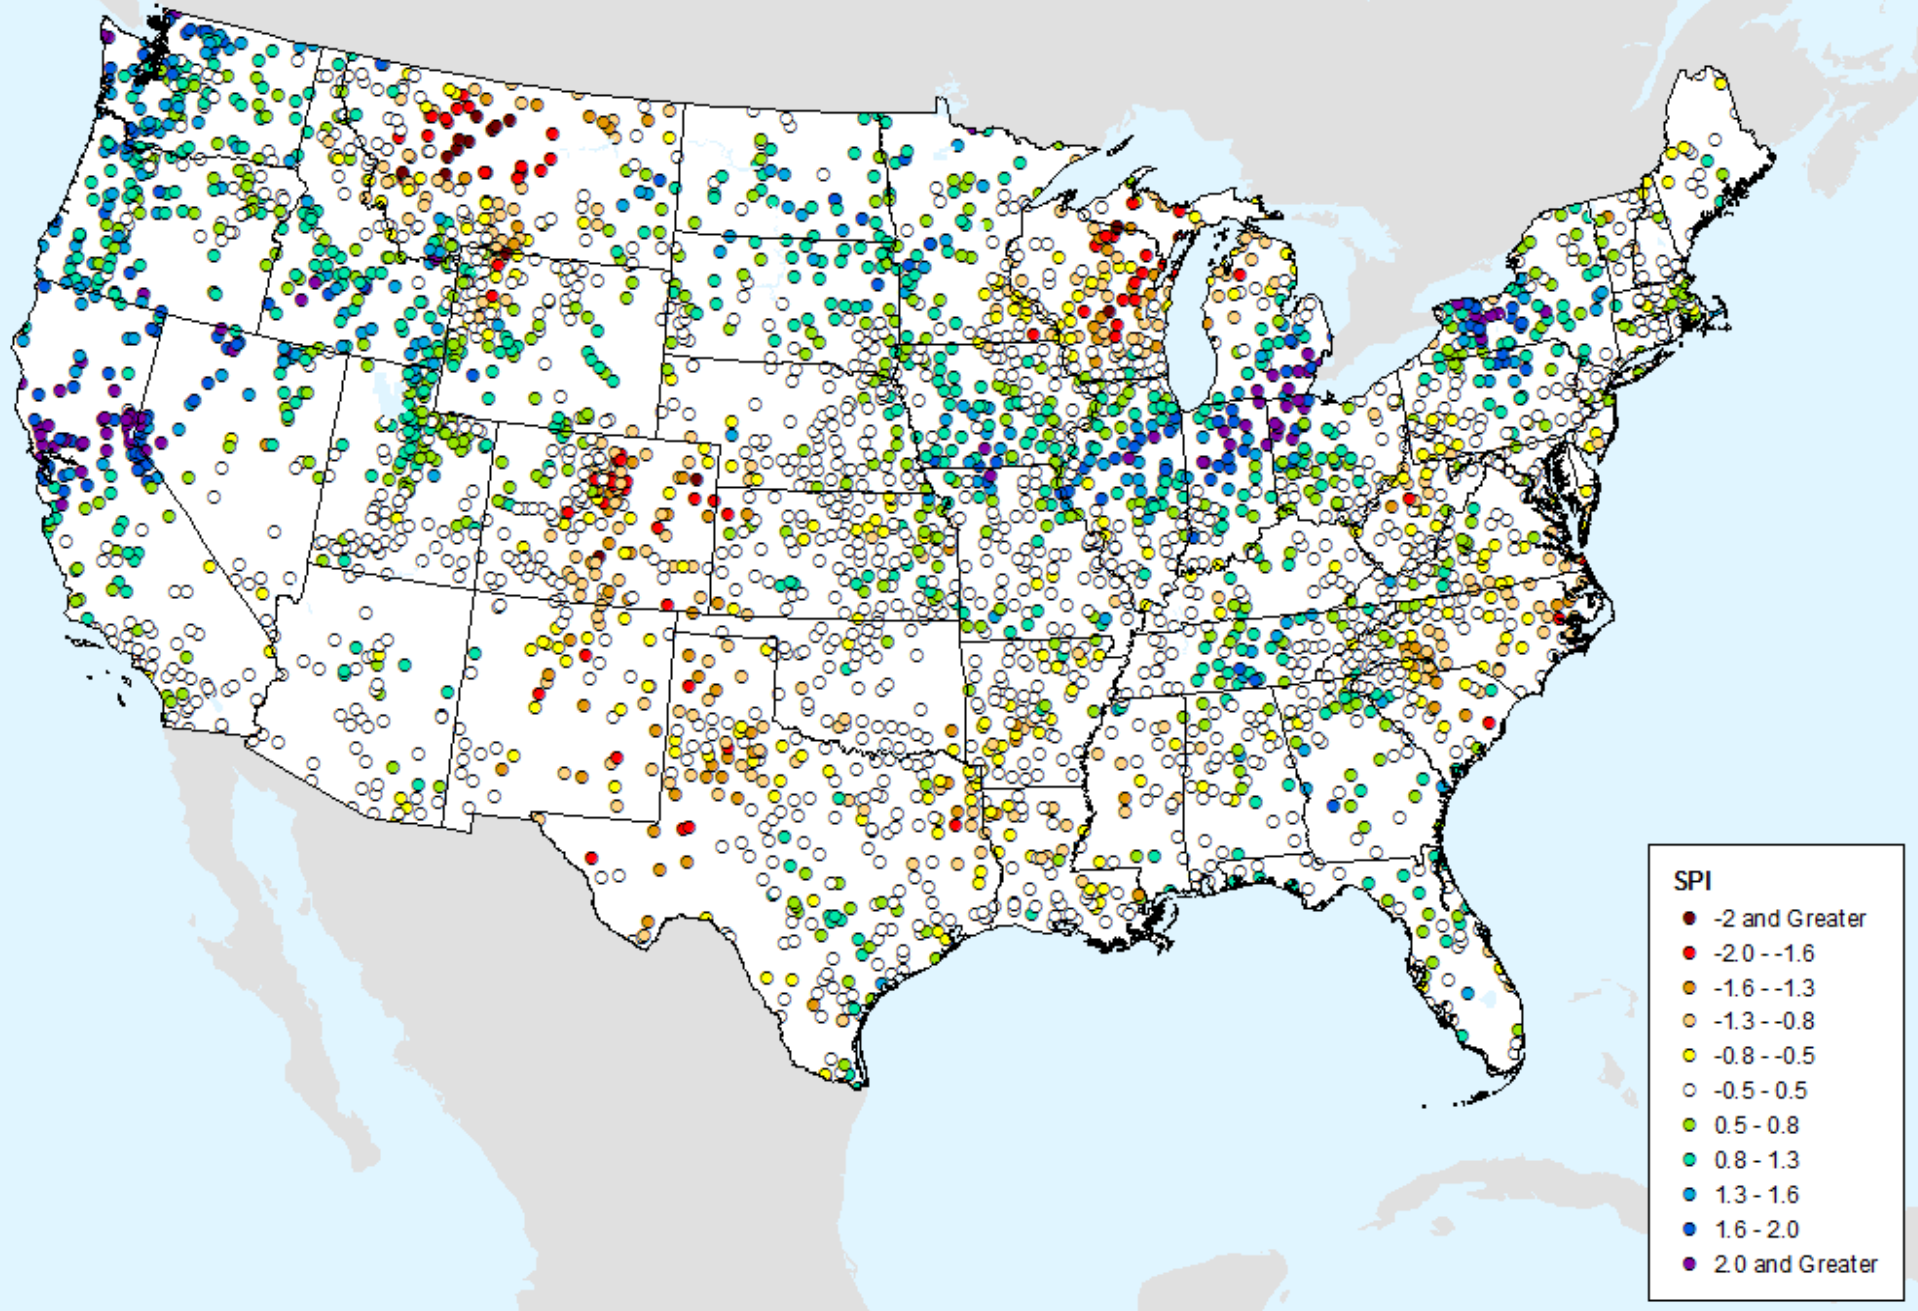 SPI
-2 and Greater
-2.0 - -1.6
-1.6 - -1.3
-1.3 - -0.8
-0.8 - -0.5
-0.5 - 0.5
0.5 - 0.8
0.8 - 1.3
1.3 - 1.6
1.6 - 2.0
2.0 and Greater